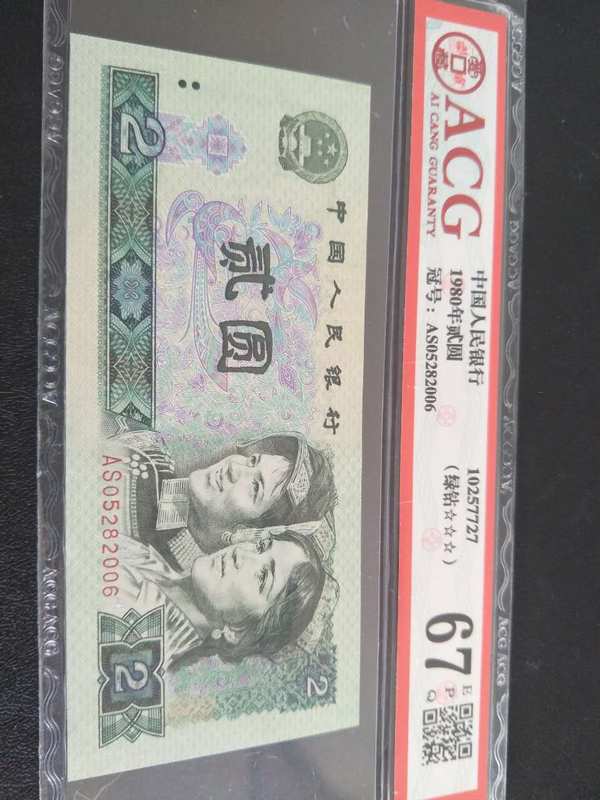 ACG
AI CANG GUARANTY
中国人民银行
1980年贰圆
冠号：AS05282006
10257727
（绿钻☆☆☆）
67
E
P
Q
中国人民银行
贰圆
2
AS05282006
2
2